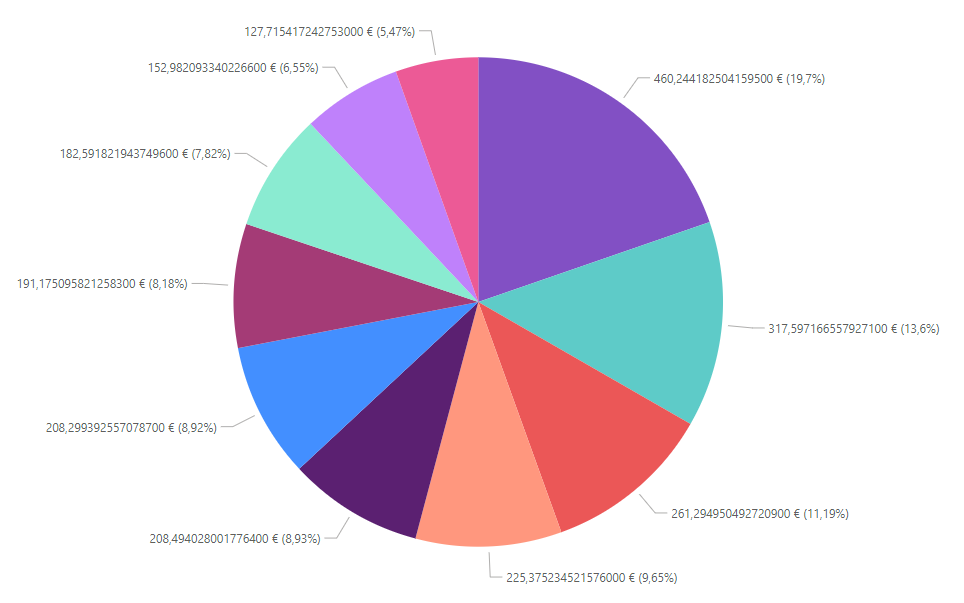 127,715417242753000 € (5,47%)
152,982093340226600 € (6,55%)
460,244182504159500 € (19,7%)
182,591821943749600 € (7,82%)
191,175095821258300 € (8,18%)
317,597166557927100 € (13,6%)
208,299392557078700 € (8,92%)
261,294950492720900 € (11,19%)
208,494028001776400 € (8,93%)
225,375234521576000 € (9,65%)